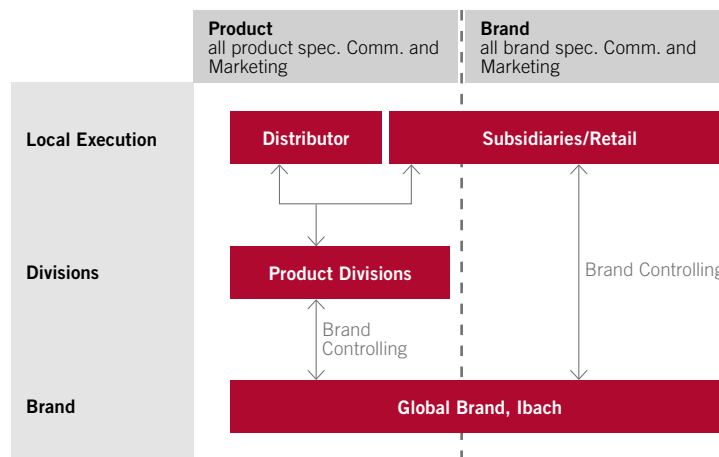 Product
all product spec. Comm. and
Marketing
Brand
all brand spec. Comm. and
Marketing
Local Execution
Distributor
Subsidiaries/Retail
Divisions
Product Divisions
Brand Controlling
Brand
Controlling
Brand
Global Brand, Ibach